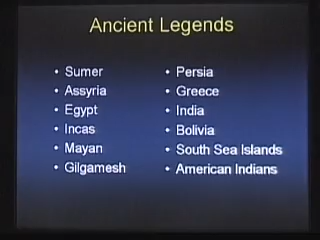 Ancient Legends
• Sumer
• Assyria
• Egypt
• Incas
• Mayan
• Gilgamesh
• Persia
• Greece
• India
• Bolivia
• South Sea Islands
• American Indians